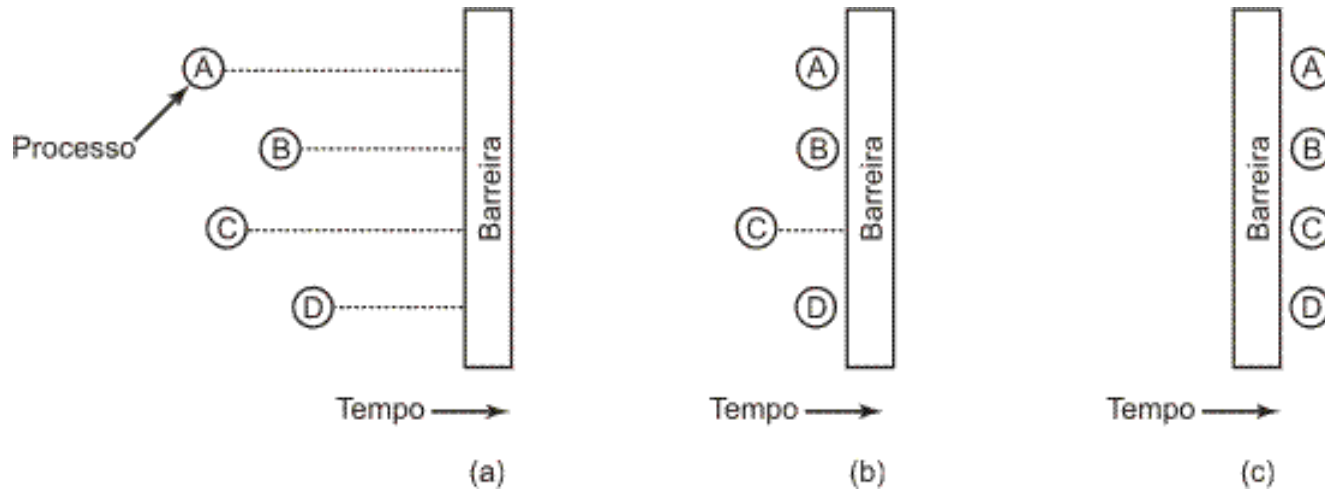 A
Processo
B
C
D
Barreira
Tempo
(a)
A
B
C
D
Barreira
Tempo
(b)
Barreira
A
B
C
D
Tempo
(c)